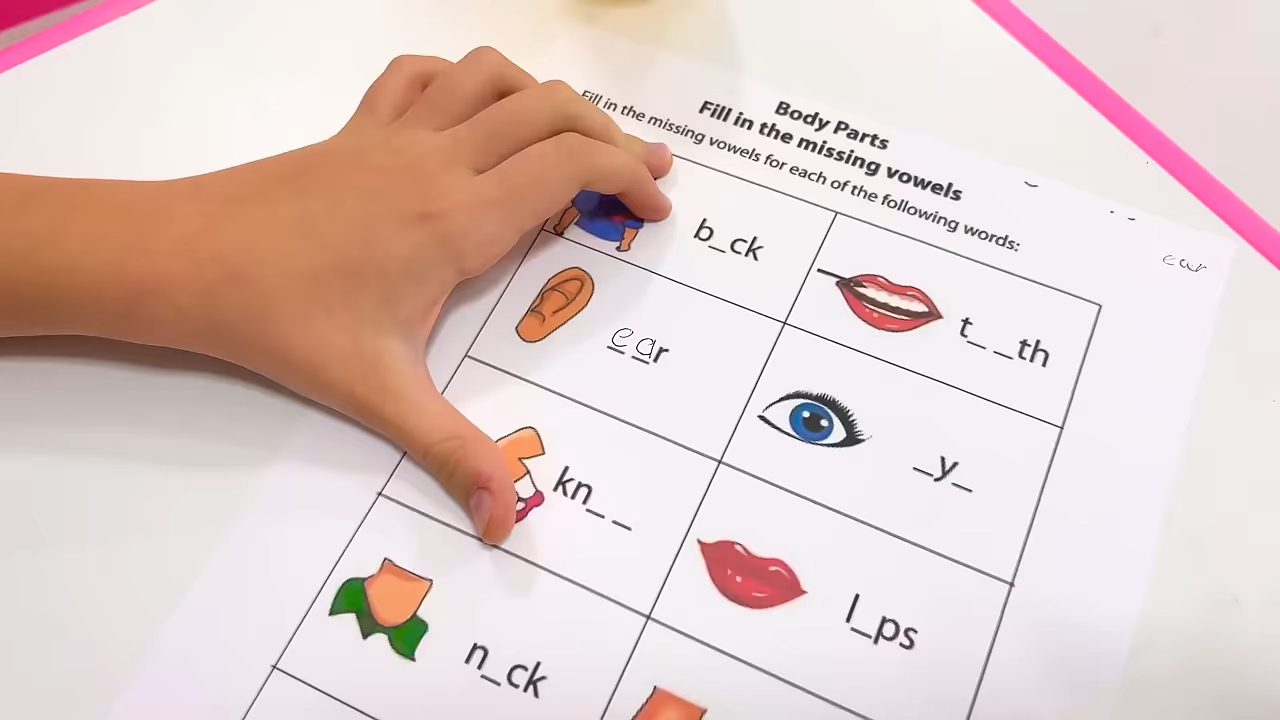 Body Parts
Fill in the missing vowels
Fill in the missing vowels for each of the following words:
ear
b_ck
t_ _th
ear
_y_
kn_ _
l_ps
n_ck